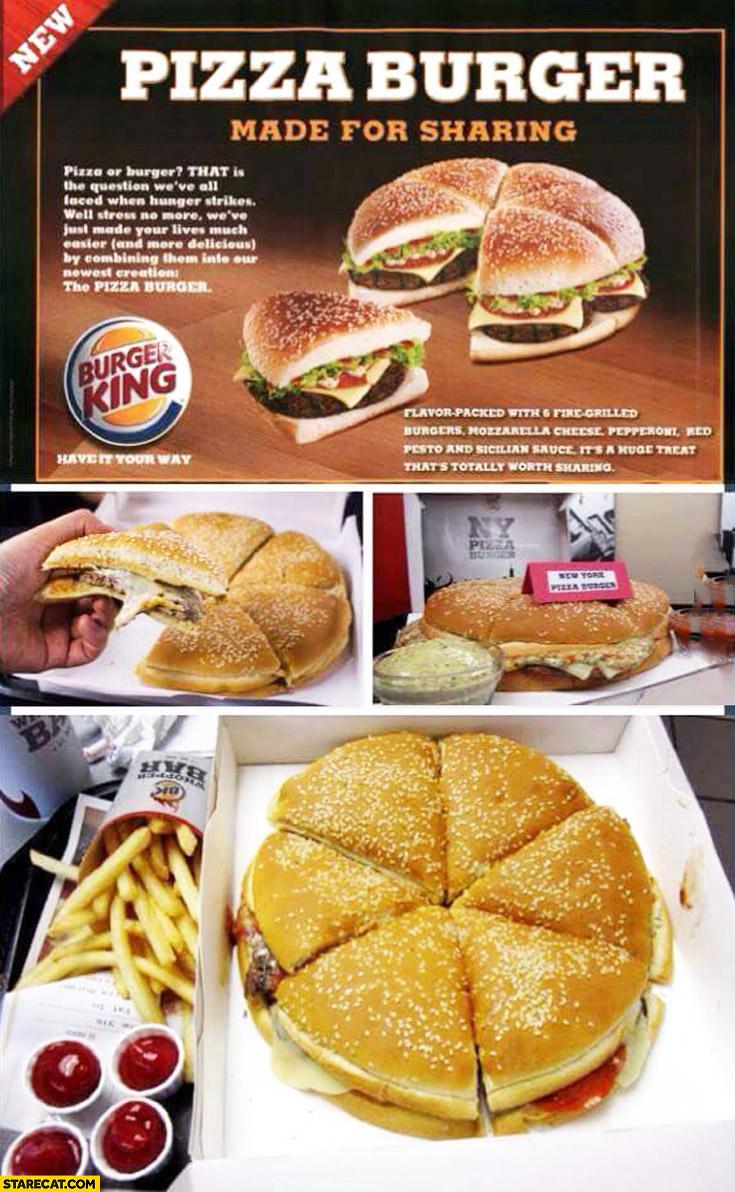 NEW
PIZZA BURGER
MADE FOR SHARING
Pizza or burger? THAT is
the question we've all
faced when hunger strikes.
Well stress no more, we've
just made your lives much
easier (and more delicious)
by combining them into our
newest creation:
The PIZZA BURGER.
BURGER
KING
HAVE IT YOUR WAY
FLAVOR-PACKED WITH 6 FIRE-GRILLED
BURGERS, MOZZARELLA CHEESE, PEPPERONI, RED
PESTO AND SICILIAN SAUCE, IT'S A HUGE TREAT
THAT'S TOTALLY WORTH SHARING.
NY
PIZZA
BURGER
NEW YORK
PIZZA BURGER
BK
WHOPPER
BAR
STARECAT.COM